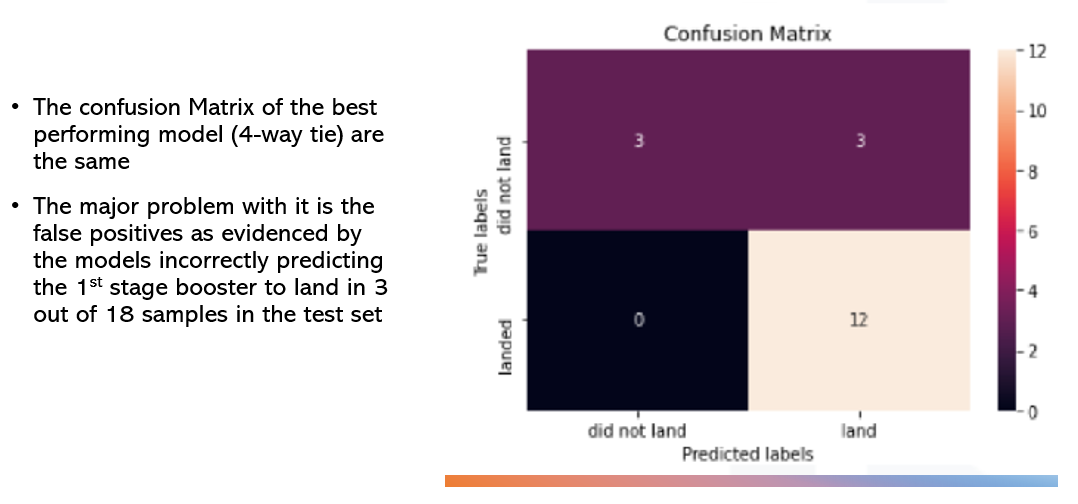 • The confusion Matrix of the best
performing model (4-way tie) are
the same
• The major problem with it is the
false positives as evidenced by
the models incorrectly predicting
the 1st stage booster to land in 3
out of 18 samples in the test set
Confusion Matrix
True labels
did not land
landed
3
3
0
12
did not land
land
Predicted labels
12
10
8
6
4
2
0